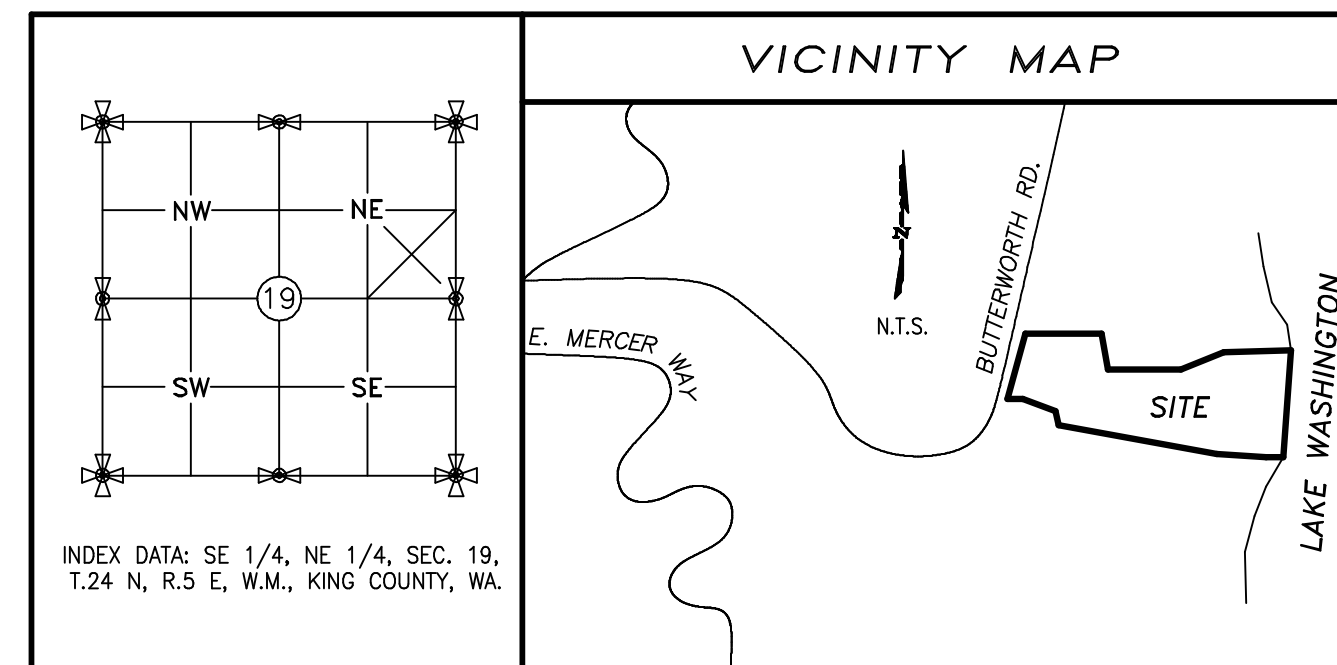 VICINITY MAP
NW
NE
19
SW
SE
INDEX DATA: SE 1/4, NE 1/4, SEC. 19,
T.24 N, R.5 E, W.M., KING COUNTY, WA.
N
N.T.S.
BUTTERWORTH RD.
E. MERCER WAY
SITE
LAKE WASHINGTON